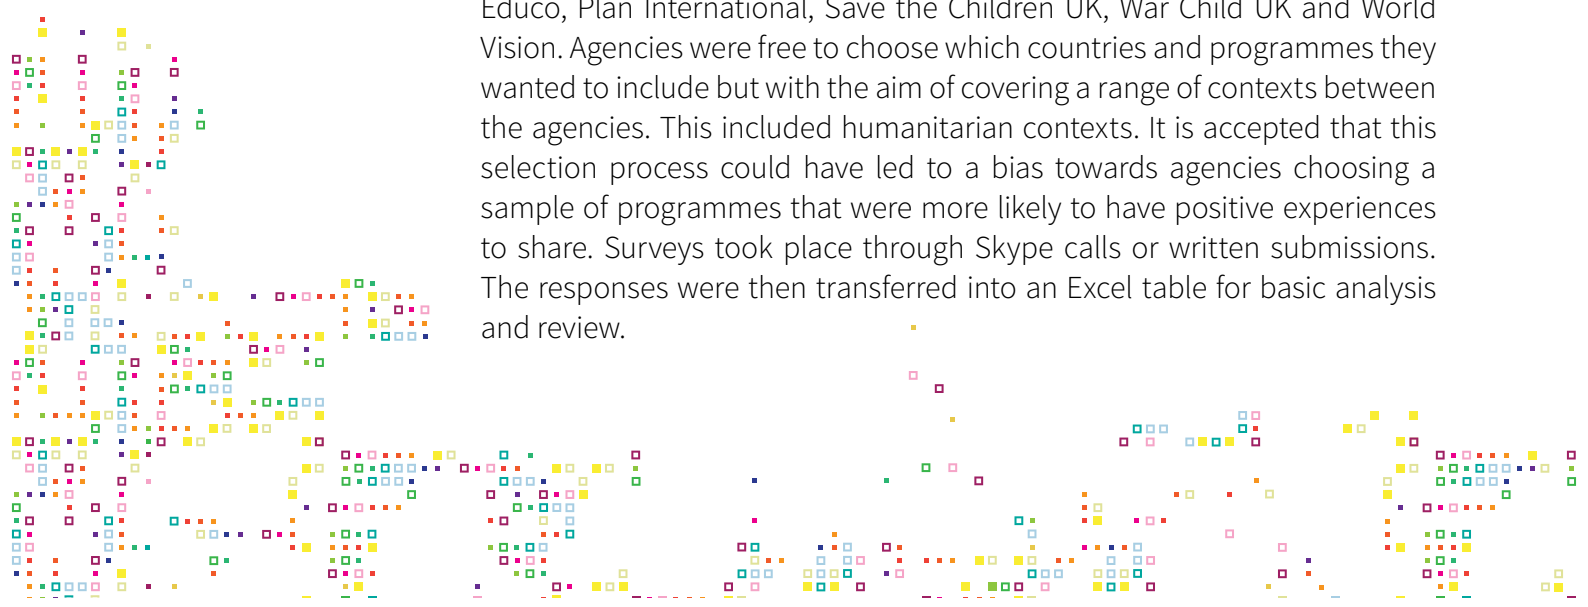 Educo, Plan International, Save the Children UK, War Child UK and World
Vision. Agencies were free to choose which countries and programmes they
wanted to include but with the aim of covering a range of contexts between
the agencies. This included humanitarian contexts. It is accepted that this
selection process could have led to a bias towards agencies choosing a
sample of programmes that were more likely to have positive experiences
to share. Surveys took place through Skype calls or written submissions.
The responses were then transferred into an Excel table for basic analysis
and review.